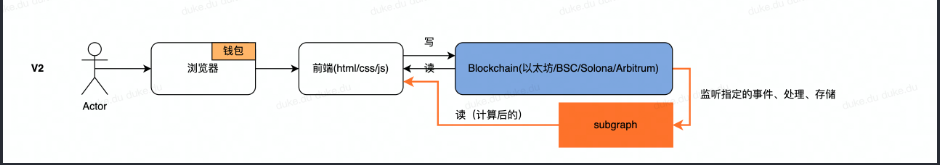 钱包
写
V2
浏览器
前端(html/css/js)
读
Blockchain(以太坊/BSC/Solona/Arbitrum)
Actor
监听指定的事件、处理、存储
读（计算后的）
subgraph
duke.du